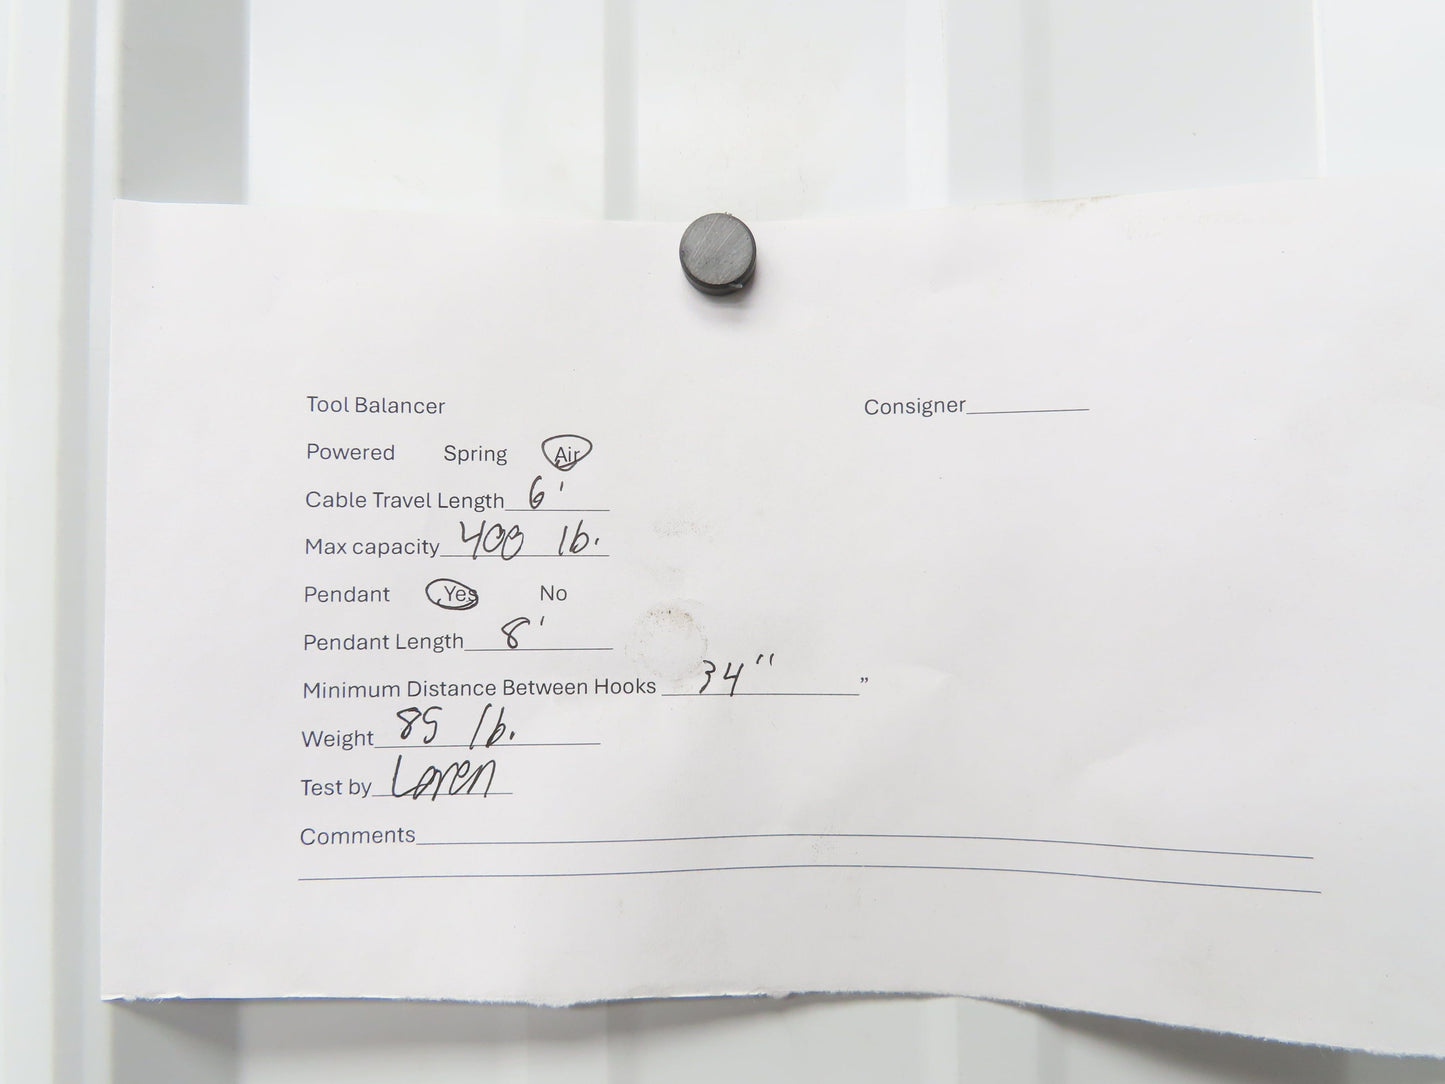 Tool Balancer Consigner
Powered Spring Air
Cable Travel Length 6'
Max capacity 400 lb.
Pendant Yes No
Pendant Length 8'
Minimum Distance Between Hooks 34" "
Weight 85 lb.
Test by Loren
Comments